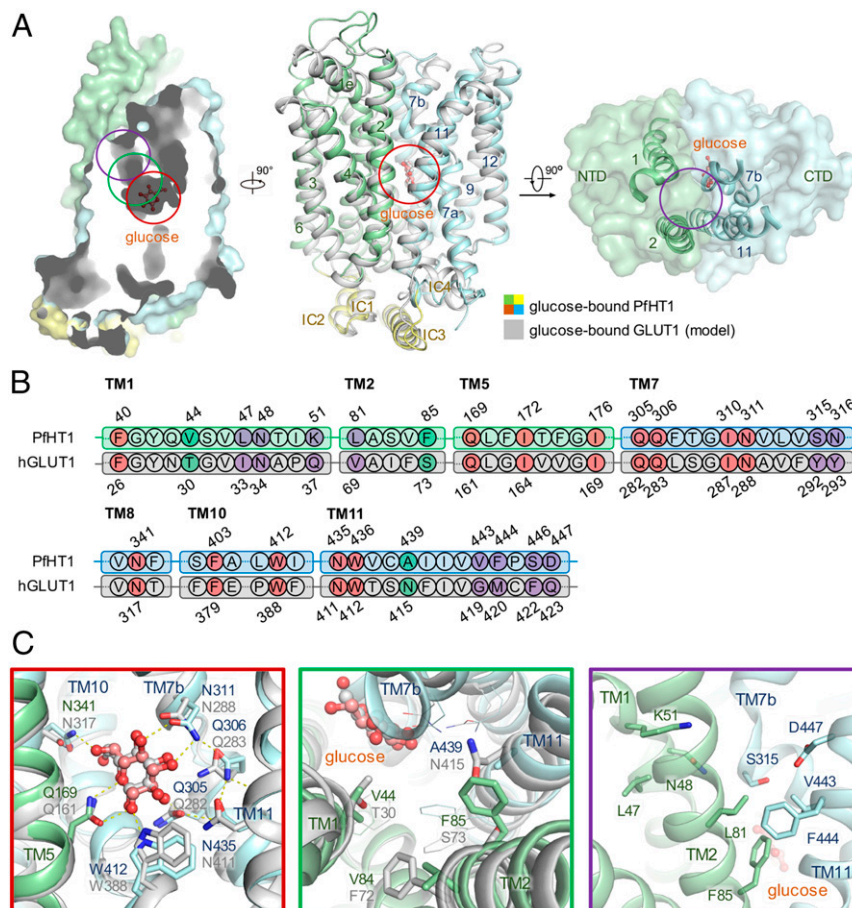 A
90°
90°
glucose
1e
2
7b
11
12
3
4
9
glucose
7a
6
IC1
IC2
IC4
IC3
glucose
1
NTD
7b
CTD
2
11
glucose-bound PfHT1
glucose-bound GLUT1 (model)
B
TM1 TM2 TM5 TM7
40 44 47 48 51 81 85 169 172 176 305 306 310 311 315 316
PfHT1 F G Y Q V S V L N T I K L A S V F Q L F I T F G I Q Q F T G I N V L V S N
hGLUT1 F G Y N T G V I N A P Q V A I F S Q L G I V V G I Q Q L S G I N A V F Y Y
26 30 33 34 37 69 73 161 164 169 282 283 287 288 292 293
TM8 TM10 TM11
341 403 412 435 436 439 443 444 446 447
PfHT1 V N F S F A L W I N W V C A I I V V F P S D
hGLUT1 V N T F F E P W F N W T S N F I V G M C F Q
317 379 388 411 412 415 419 420 422 423
C
TM10
TM7b
N311
N288
N341
N317
Q306
Q283
Q169
Q161
Q305
Q282
TM5
TM11
W412
W388
N435
N411
TM7b
glucose
A439
N415
TM11
V44
T30
TM1
F85
S73
V84
F72
TM2
TM1
K51
TM7b
D447
S315
N48
L47
V443
L81
F444
TM2
TM11
F85
glucose